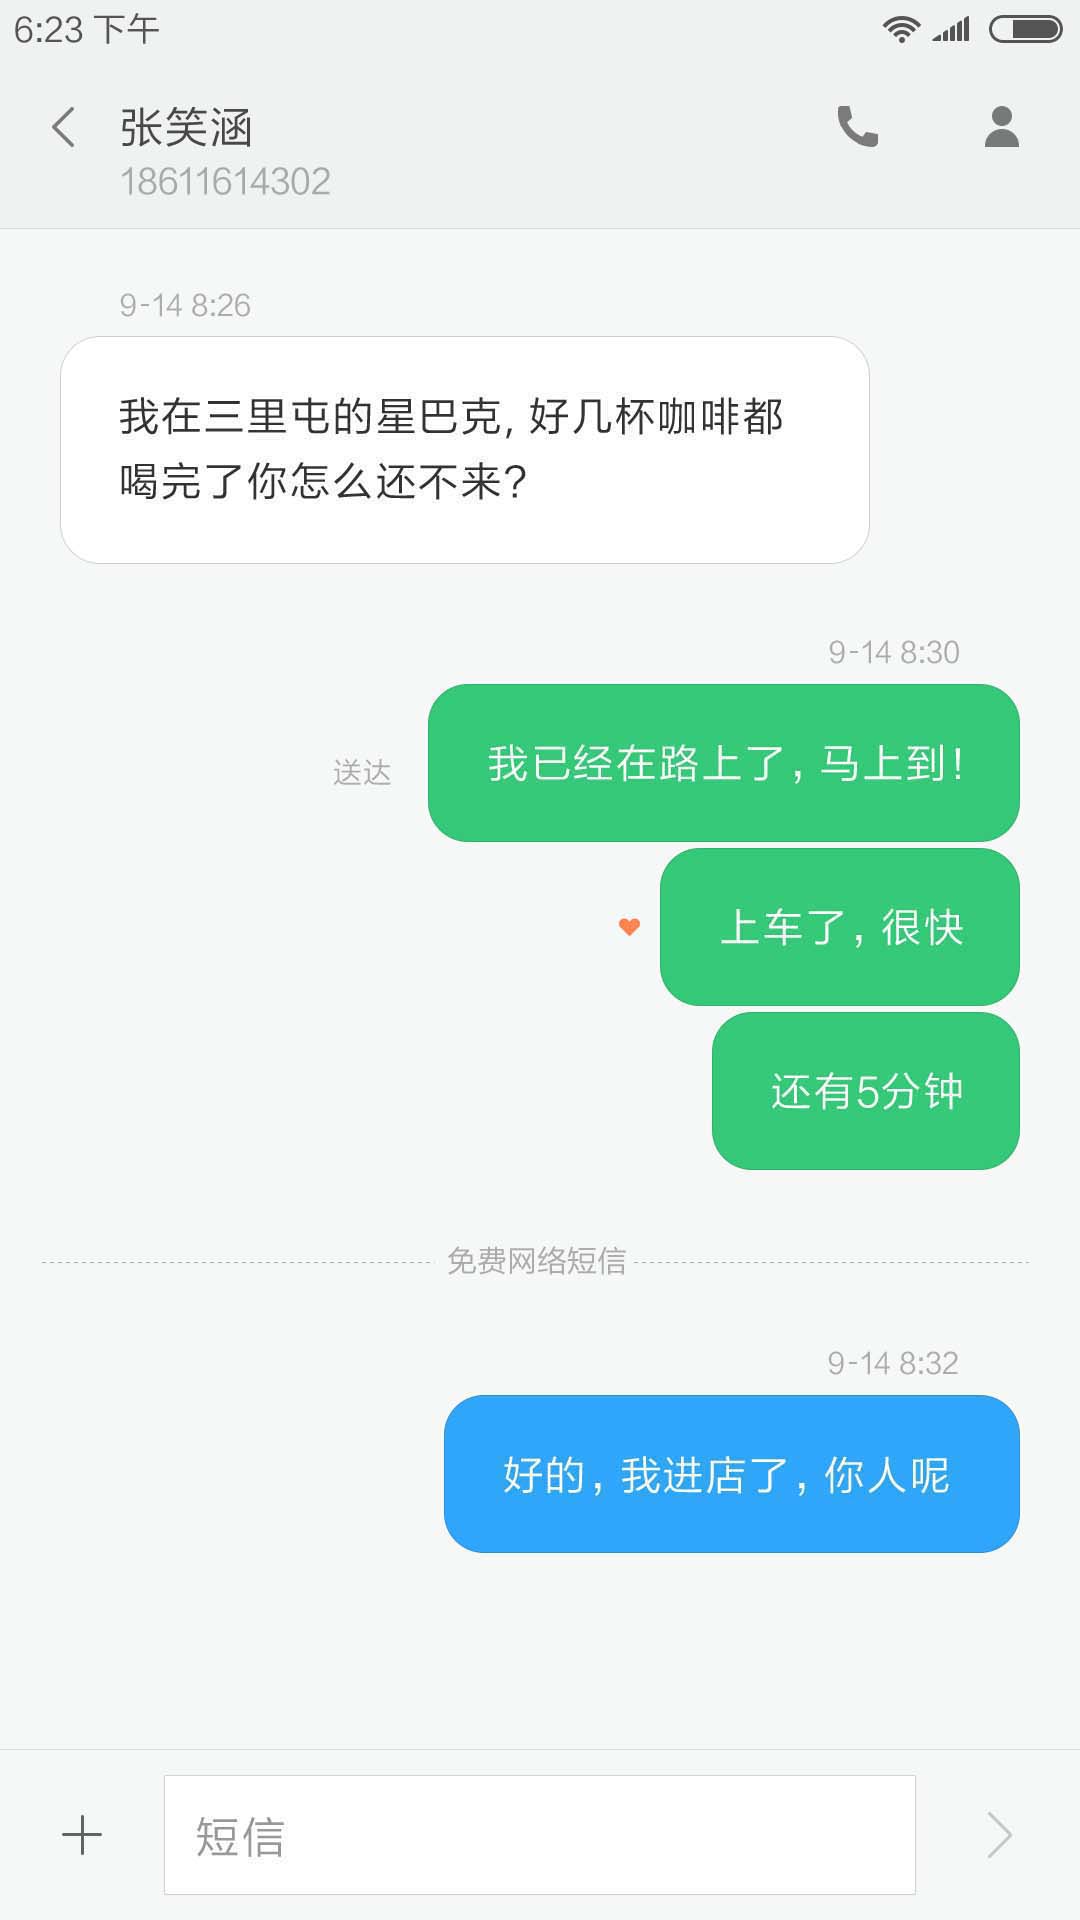 6:23 下午
张笑涵
18611614302
9-14 8:26
我在三里屯的星巴克, 好几杯咖啡都
喝完了你怎么还不来?
9-14 8:30
送达 我已经在路上了, 马上到!
上车了, 很快
还有5分钟
免费网络短信
9-14 8:32
好的, 我进店了, 你人呢
短信